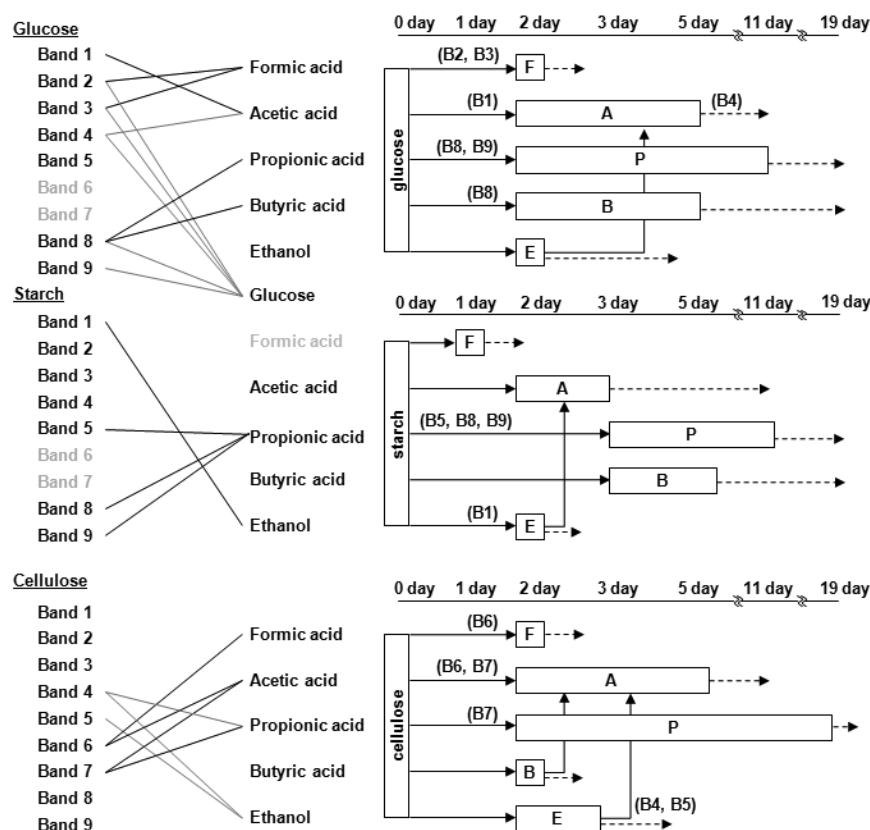 Glucose
Band 1
Band 2
Band 3
Band 4
Band 5
Band 6
Band 7
Band 8
Band 9
Formic acid
Acetic acid
Propionic acid
Butyric acid
Ethanol
Glucose
0 day 1 day 2 day 3 day 5 day 11 day 19 day
glucose
(B2, B3) F
(B1) A (B4)
(B8, B9) P
(B8) B
E
Starch
Band 1
Band 2
Band 3
Band 4
Band 5
Band 6
Band 7
Band 8
Band 9
Formic acid
Acetic acid
Propionic acid
Butyric acid
Ethanol
0 day 1 day 2 day 3 day 5 day 11 day 19 day
starch
F
A
(B5, B8, B9) P
B
(B1) E
Cellulose
Band 1
Band 2
Band 3
Band 4
Band 5
Band 6
Band 7
Band 8
Band 9
Formic acid
Acetic acid
Propionic acid
Butyric acid
Ethanol
0 day 1 day 2 day 3 day 5 day 11 day 19 day
cellulose
(B6) F
(B6, B7) A
(B7) P
B
E (B4, B5)